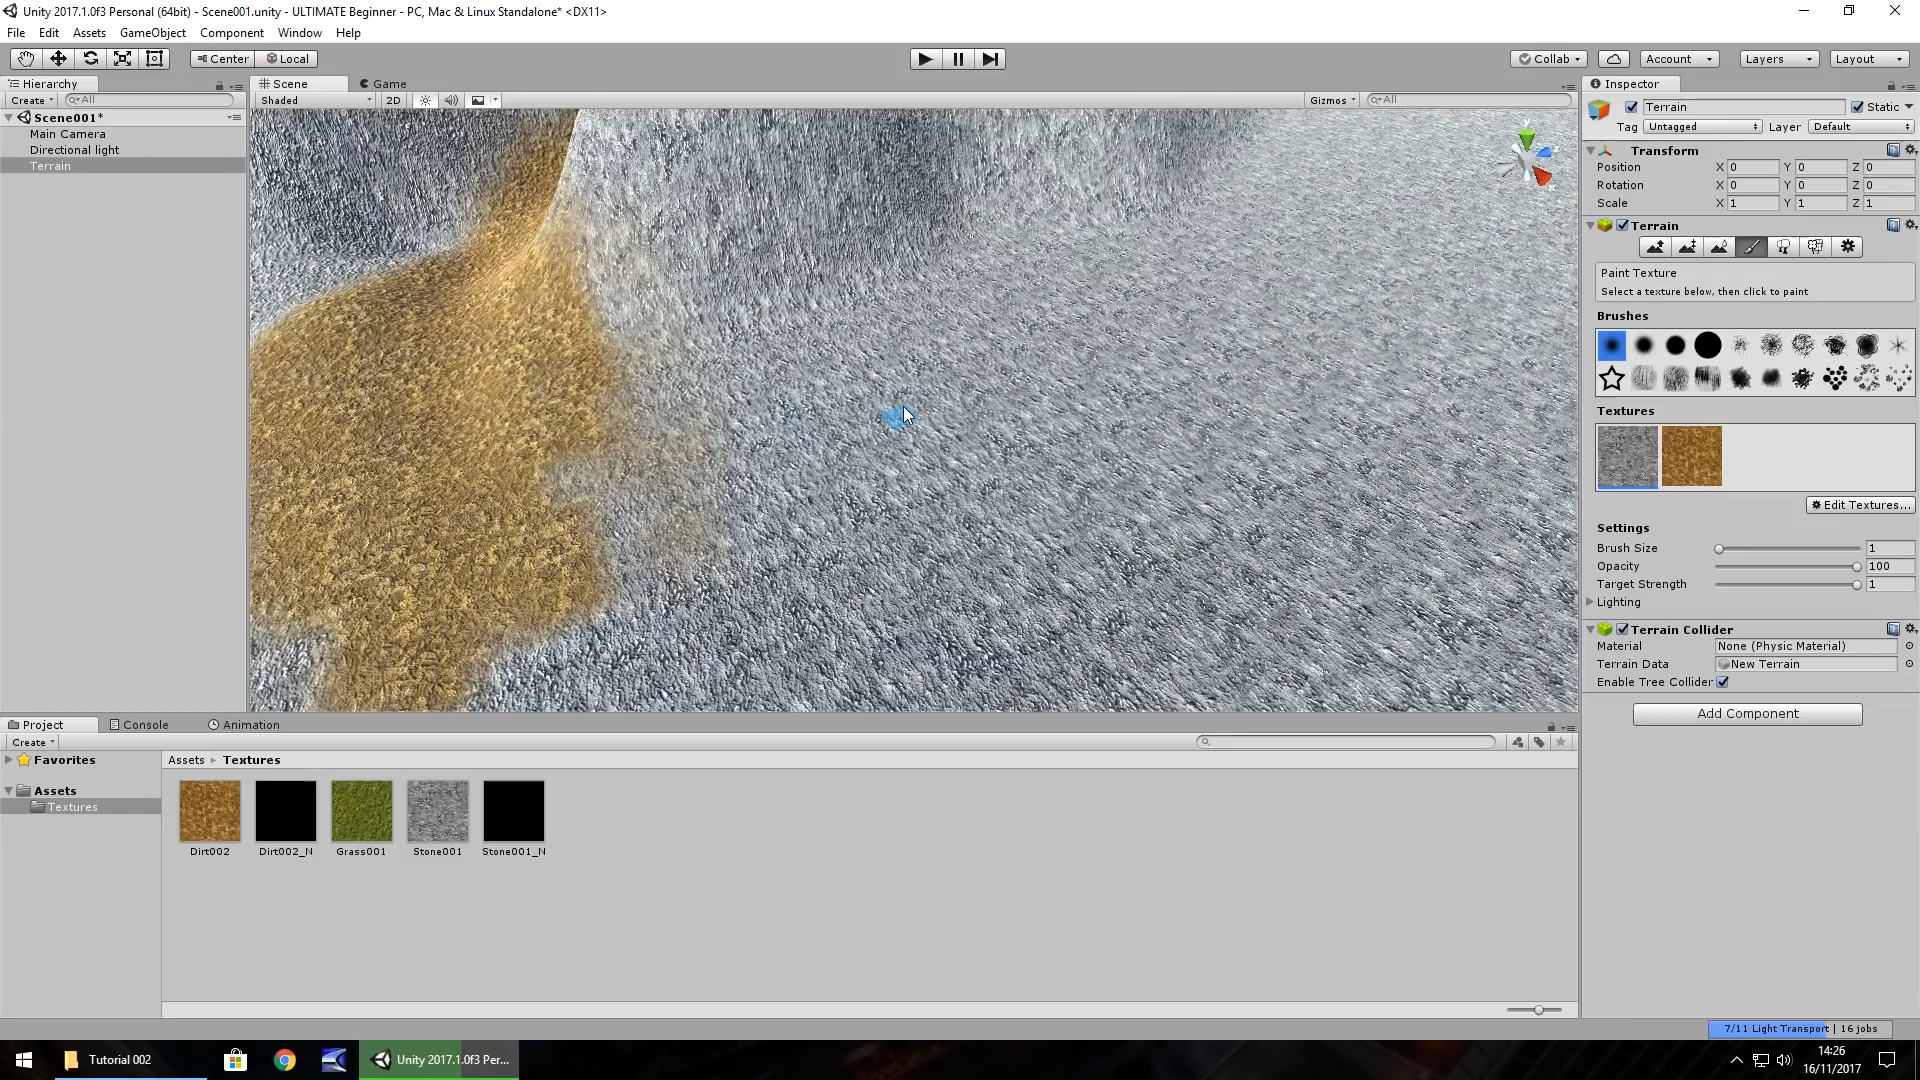 Unity 2017.1.0f3 Personal (64bit) - Scene001.unity - ULTIMATE Beginner - PC, Mac & Linux Standalone* <DX11>
File Edit Assets GameObject Component Window Help
Center Local Collab Account Layers Layout
Hierarchy Scene Game Inspector
Create All Shaded 2D Gizmos All
Scene001*
Main Camera
Directional light
Terrain
Terrain Static
Tag Untagged Layer Default
Transform
Position X 0 Y 0 Z 0
Rotation X 0 Y 0 Z 0
Scale X 1 Y 1 Z 1
Terrain
Paint Texture
Select a texture below, then click to paint
Brushes
Textures
Edit Textures...
Settings
Brush Size 1
Opacity 100
Target Strength 1
Lighting
Terrain Collider
Material None (Physic Material)
Terrain Data New Terrain
Enable Tree Collider
Add Component
Project Console Animation
Create
Favorites
Assets
Textures
Assets Textures
Dirt002 Dirt002_N Grass001 Stone001 Stone001_N
7/11 Light Transport | 16 jobs
Tutorial 002
Unity 2017.1.0f3 Per...
14:26
16/11/2017